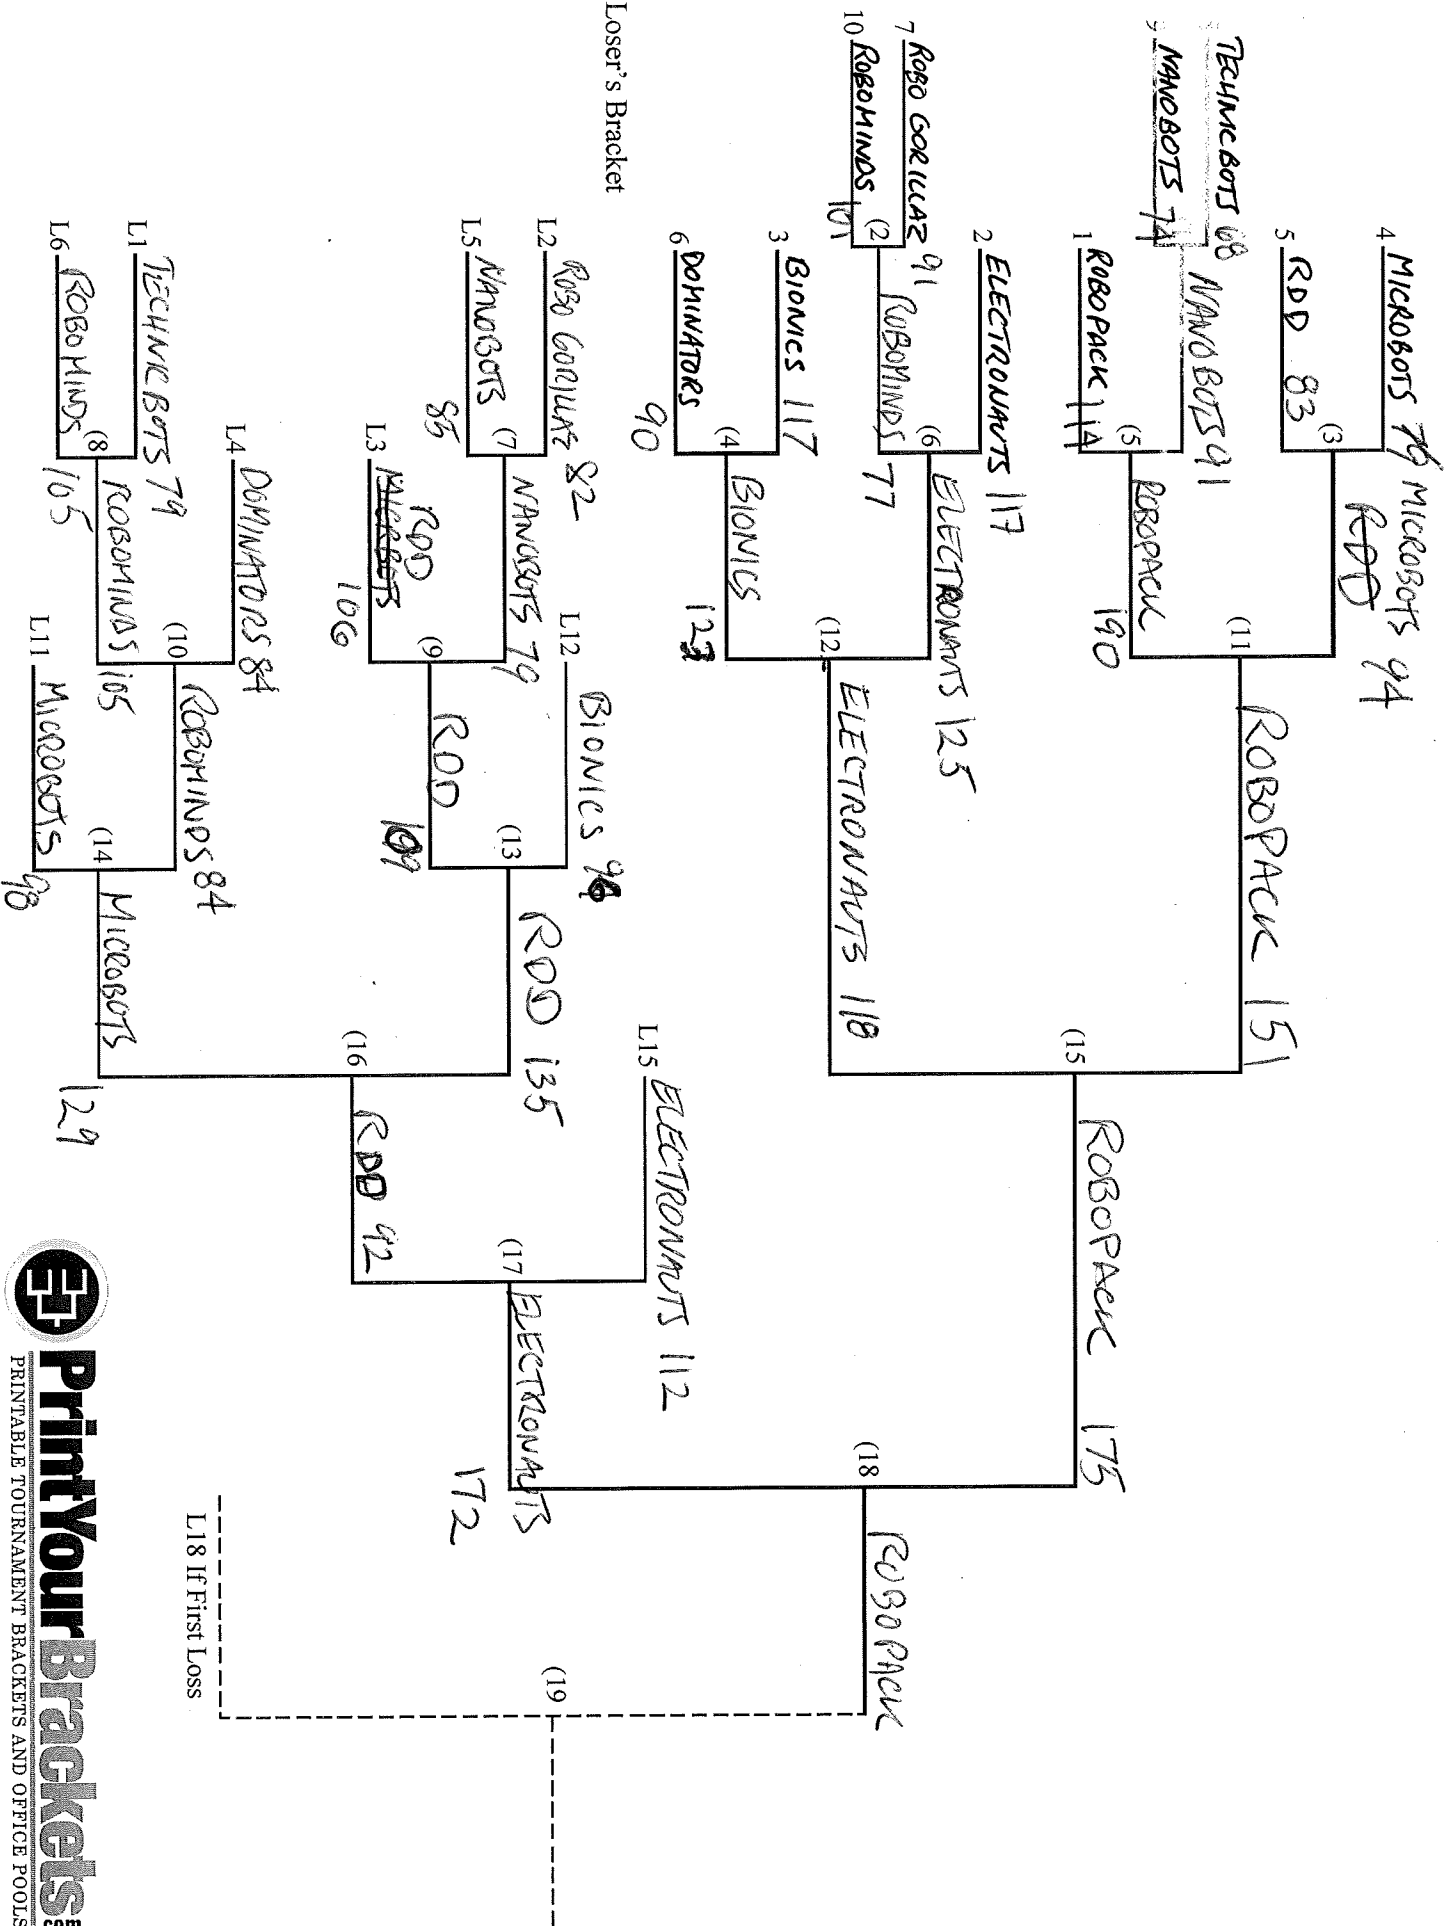 4 MICROBOTS 76
5 RDD 83
(3
MICROBOTS 94
RDD
TECHNICBOTS 68
NANOBOTS 74
NANOBOTS 91
1 ROBOPACK 114
(5
ROBOPACK 190
(11
ROBOPACK 151
2 ELECTRONAUTS 117
7 ROBO GORILLAZ 91
10 ROBOMINDS 101
(2
ROBOMINDS 77
(6
ELECTRONAUTS 125
3 BIONICS 117
6 DOMINATORS 90
(4
BIONICS 123
(12
ELECTRONAUTS 118
(15
ROBOPACK 175
Loser's Bracket
L12 BIONICS
L2 ROBO GORILLAZ 82
L5 NANOBOTS 85
(7
NANOBOTS 79
L3 MICROBOTS
RDD 106
(9
RDD 109
(13
RDD 135
L4 DOMINATORS 84
L1 TECHNICBOTS 79
L6 ROBOMINDS 105
(8
ROBOMINDS 105
(10
ROBOMINDS 84
L11 MICROBOTS 98
(14
MICROBOTS 129
(16
RDD 92
L15 ELECTRONAUTS 112
(17
ELECTRONAUTS 172
(18
ROBOPACK
(19
L18 If First Loss
PrintYourBrackets.com
PRINTABLE TOURNAMENT BRACKETS AND OFFICE POOLS